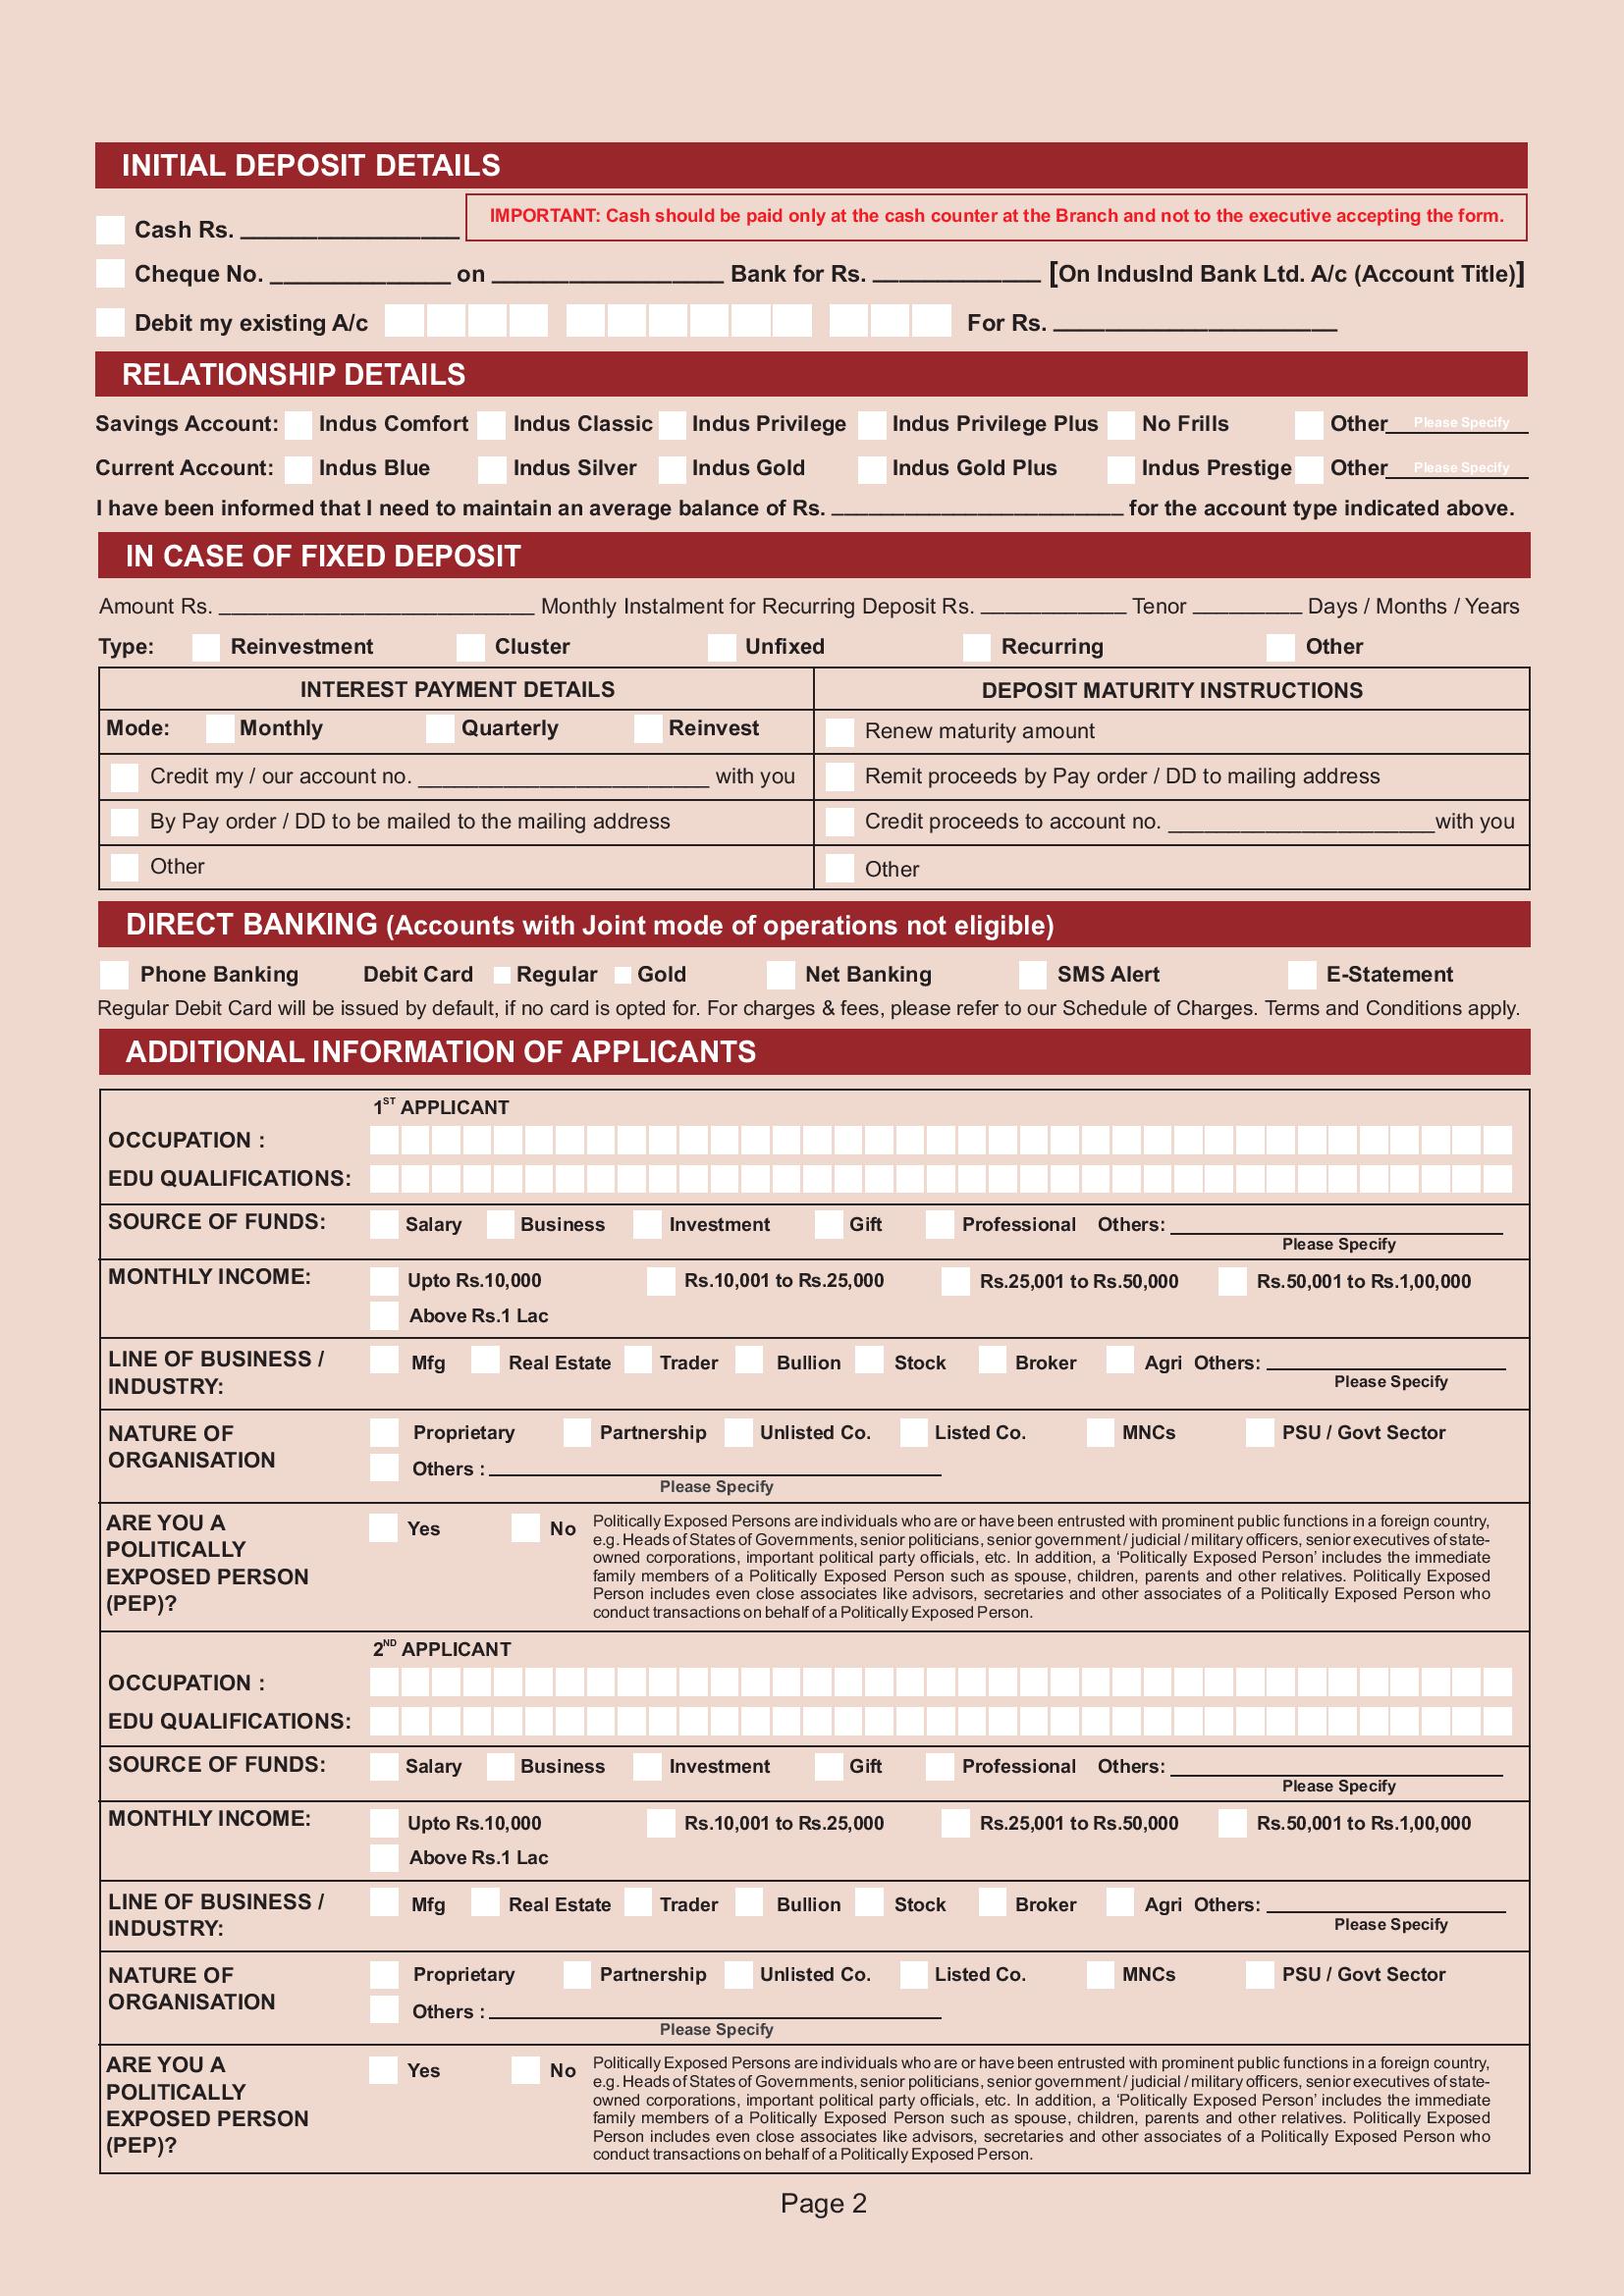 INITIAL DEPOSIT DETAILS
Cash Rs. __________________ IMPORTANT: Cash should be paid only at the cash counter at the Branch and not to the executive accepting the form.
Cheque No. ______________ on __________________ Bank for Rs. _____________ [On IndusInd Bank Ltd. A/c (Account Title)]
Debit my existing A/c For Rs. ______________________
RELATIONSHIP DETAILS
Savings Account: Indus Comfort Indus Classic Indus Privilege Indus Privilege Plus No Frills Other Please Specify
Current Account: Indus Blue Indus Silver Indus Gold Indus Gold Plus Indus Prestige Other Please Specify
I have been informed that I need to maintain an average balance of Rs. ________________________ for the account type indicated above.
IN CASE OF FIXED DEPOSIT
Amount Rs. __________________________ Monthly Instalment for Recurring Deposit Rs. ____________ Tenor _________ Days / Months / Years
Type: Reinvestment Cluster Unfixed Recurring Other
INTEREST PAYMENT DETAILS DEPOSIT MATURITY INSTRUCTIONS
Mode: Monthly Quarterly Reinvest Renew maturity amount
Credit my / our account no. ________________________ with you Remit proceeds by Pay order / DD to mailing address
By Pay order / DD to be mailed to the mailing address Credit proceeds to account no. ______________________with you
Other Other
DIRECT BANKING (Accounts with Joint mode of operations not eligible)
Phone Banking Debit Card Regular Gold Net Banking SMS Alert E-Statement
Regular Debit Card will be issued by default, if no card is opted for. For charges & fees, please refer to our Schedule of Charges. Terms and Conditions apply.
ADDITIONAL INFORMATION OF APPLICANTS
1ST APPLICANT
OCCUPATION :
EDU QUALIFICATIONS:
SOURCE OF FUNDS: Salary Business Investment Gift Professional Others:
Please Specify
MONTHLY INCOME: Upto Rs.10,000 Rs.10,001 to Rs.25,000 Rs.25,001 to Rs.50,000 Rs.50,001 to Rs.1,00,000
Above Rs.1 Lac
LINE OF BUSINESS / Mfg Real Estate Trader Bullion Stock Broker Agri Others:
INDUSTRY: Please Specify
NATURE OF Proprietary Partnership Unlisted Co. Listed Co. MNCs PSU / Govt Sector
ORGANISATION Others :
Please Specify
ARE YOU A
POLITICALLY
EXPOSED PERSON
(PEP)?
Yes No
Politically Exposed Persons are individuals who are or have been entrusted with prominent public functions in a foreign country,
e.g. Heads of States of Governments, senior politicians, senior government / judicial / military officers, senior executives of state-
owned corporations, important political party officials, etc. In addition, a ‘Politically Exposed Person’ includes the immediate
family members of a Politically Exposed Person such as spouse, children, parents and other relatives. Politically Exposed
Person includes even close associates like advisors, secretaries and other associates of a Politically Exposed Person who
conduct transactions on behalf of a Politically Exposed Person.
2ND APPLICANT
OCCUPATION :
EDU QUALIFICATIONS:
SOURCE OF FUNDS: Salary Business Investment Gift Professional Others:
Please Specify
MONTHLY INCOME: Upto Rs.10,000 Rs.10,001 to Rs.25,000 Rs.25,001 to Rs.50,000 Rs.50,001 to Rs.1,00,000
Above Rs.1 Lac
LINE OF BUSINESS / Mfg Real Estate Trader Bullion Stock Broker Agri Others:
INDUSTRY: Please Specify
NATURE OF Proprietary Partnership Unlisted Co. Listed Co. MNCs PSU / Govt Sector
ORGANISATION Others :
Please Specify
ARE YOU A
POLITICALLY
EXPOSED PERSON
(PEP)?
Yes No
Politically Exposed Persons are individuals who are or have been entrusted with prominent public functions in a foreign country,
e.g. Heads of States of Governments, senior politicians, senior government / judicial / military officers, senior executives of state-
owned corporations, important political party officials, etc. In addition, a ‘Politically Exposed Person’ includes the immediate
family members of a Politically Exposed Person such as spouse, children, parents and other relatives. Politically Exposed
Person includes even close associates like advisors, secretaries and other associates of a Politically Exposed Person who
conduct transactions on behalf of a Politically Exposed Person.
Page 2